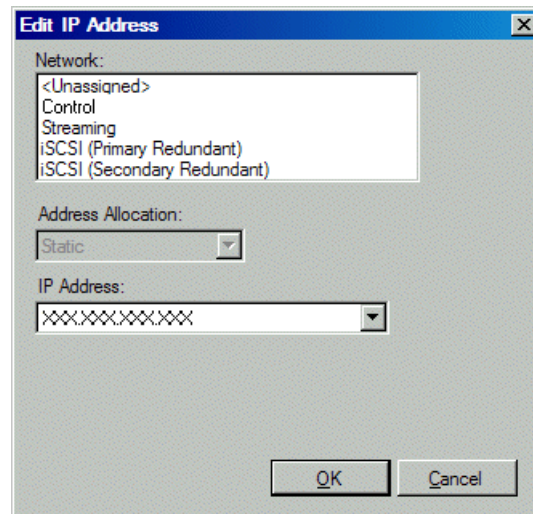 Edit IP Address
Network:
<Unassigned>
Control
Streaming
iSCSI (Primary Redundant)
iSCSI (Secondary Redundant)
Address Allocation:
Static
IP Address:
XXX.XXX.XXX.XXX
OK
Cancel